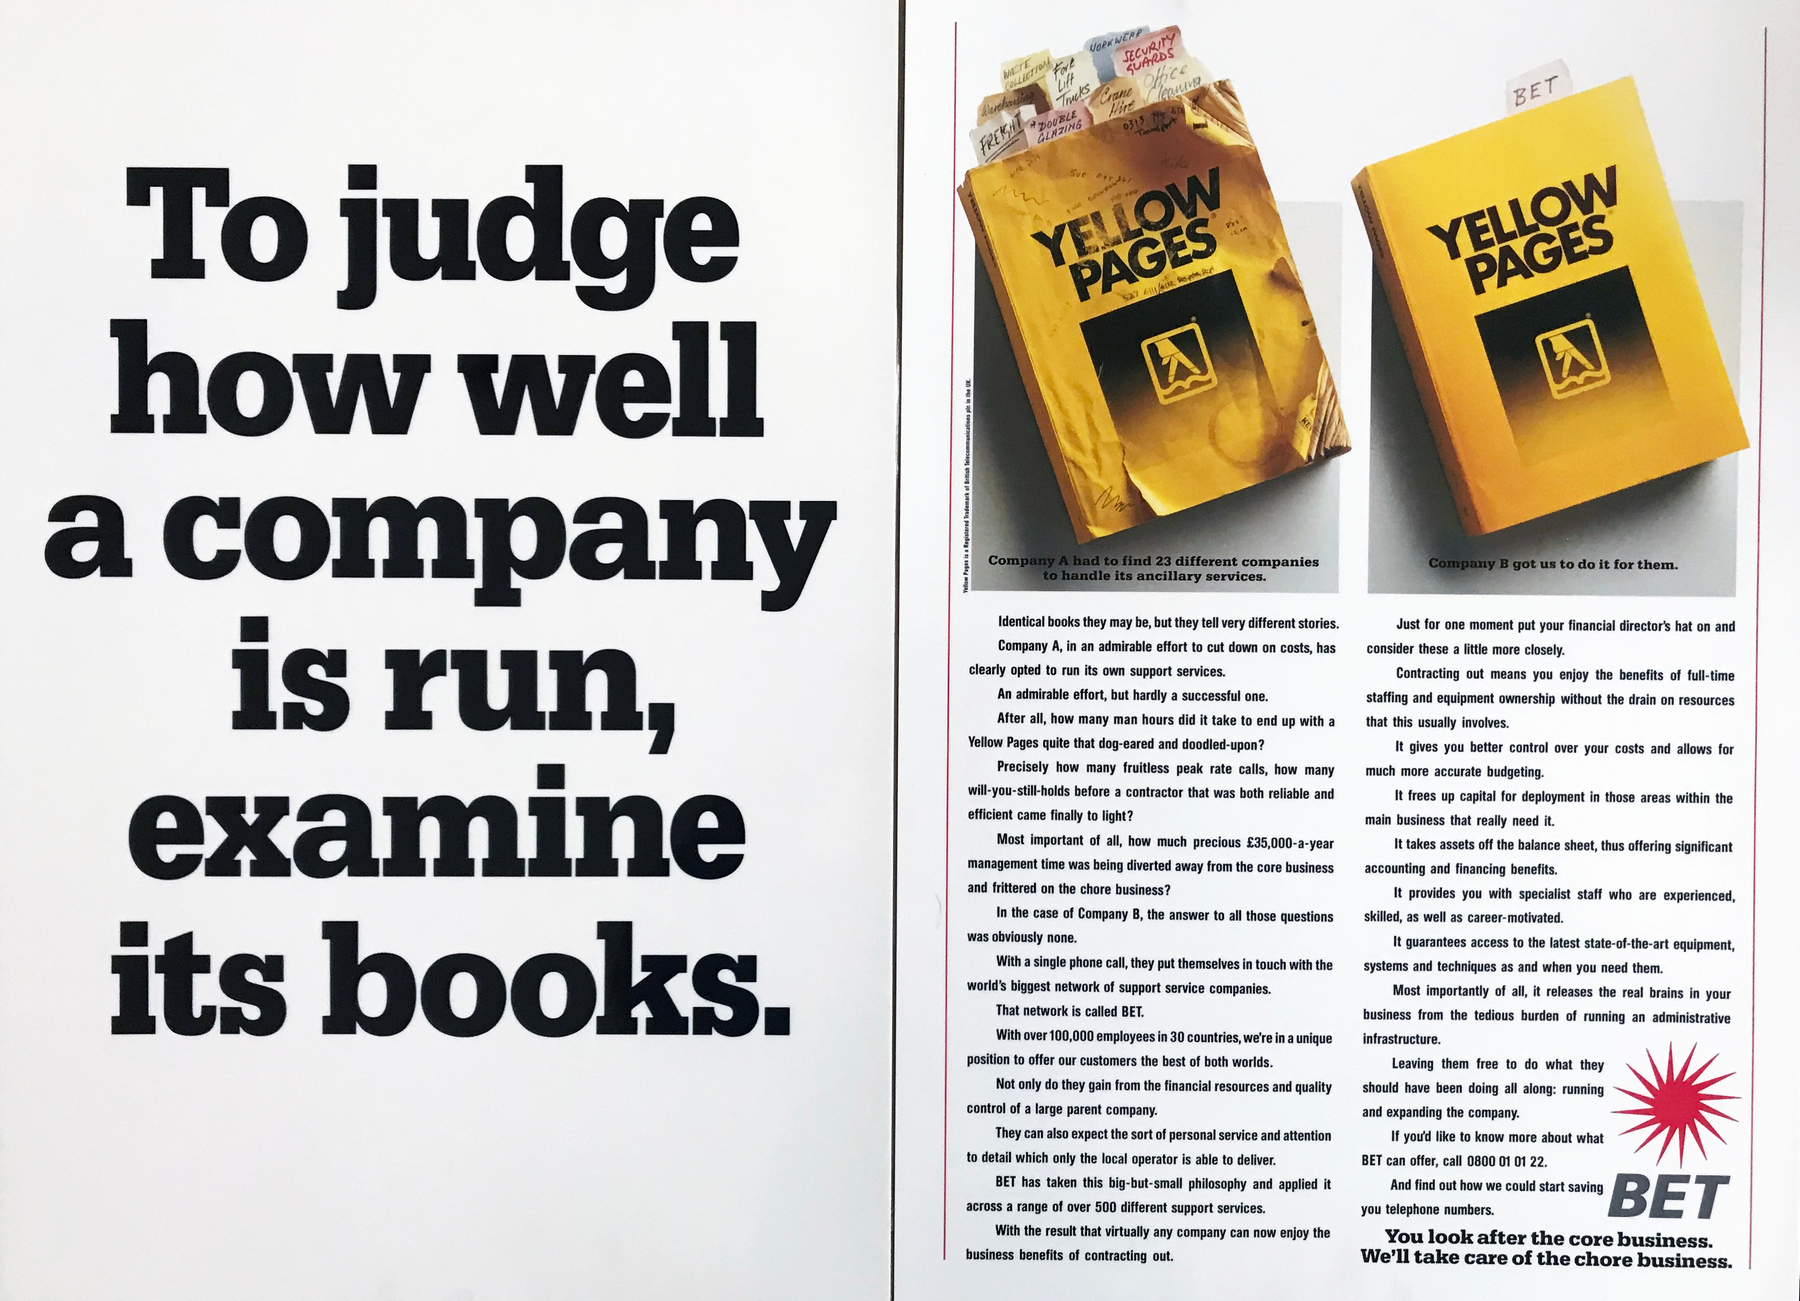 To judge
how well
a company
is run,
examine
its books.
WASTE
COLLECTION
Fork
Lift
Trucks
WORKWEAR
SECURITY
GUARDS
Office
Cleaning
Warehousing
Crane
Hire
FREIGHT
DOUBLE
GLAZING
YELLOW
PAGES
BET
YELLOW
PAGES
Yellow Pages is a Registered Trademark of British Telecommunications plc in the UK.
Company A had to find 23 different companies
to handle its ancillary services.
Company B got us to do it for them.
Identical books they may be, but they tell very different stories.
Company A, in an admirable effort to cut down on costs, has
clearly opted to run its own support services.
An admirable effort, but hardly a successful one.
After all, how many man hours did it take to end up with a
Yellow Pages quite that dog-eared and doodled-upon?
Precisely how many fruitless peak rate calls, how many
will-you-still-holds before a contractor that was both reliable and
efficient came finally to light?
Most important of all, how much precious £35,000-a-year
management time was being diverted away from the core business
and frittered on the chore business?
In the case of Company B, the answer to all those questions
was obviously none.
With a single phone call, they put themselves in touch with the
world's biggest network of support service companies.
That network is called BET.
With over 100,000 employees in 30 countries, we're in a unique
position to offer our customers the best of both worlds.
Not only do they gain from the financial resources and quality
control of a large parent company.
They can also expect the sort of personal service and attention
to detail which only the local operator is able to deliver.
BET has taken this big-but-small philosophy and applied it
across a range of over 500 different support services.
With the result that virtually any company can now enjoy the
business benefits of contracting out.
Just for one moment put your financial director's hat on and
consider these a little more closely.
Contracting out means you enjoy the benefits of full-time
staffing and equipment ownership without the drain on resources
that this usually involves.
It gives you better control over your costs and allows for
much more accurate budgeting.
It frees up capital for deployment in those areas within the
main business that really need it.
It takes assets off the balance sheet, thus offering significant
accounting and financing benefits.
It provides you with specialist staff who are experienced,
skilled, as well as career-motivated.
It guarantees access to the latest state-of-the-art equipment,
systems and techniques as and when you need them.
Most importantly of all, it releases the real brains in your
business from the tedious burden of running an administrative
infrastructure.
Leaving them free to do what they
should have been doing all along: running
and expanding the company.
If you'd like to know more about what
BET can offer, call 0800 01 01 22.
And find out how we could start saving
you telephone numbers.
BET
You look after the core business.
We'll take care of the chore business.